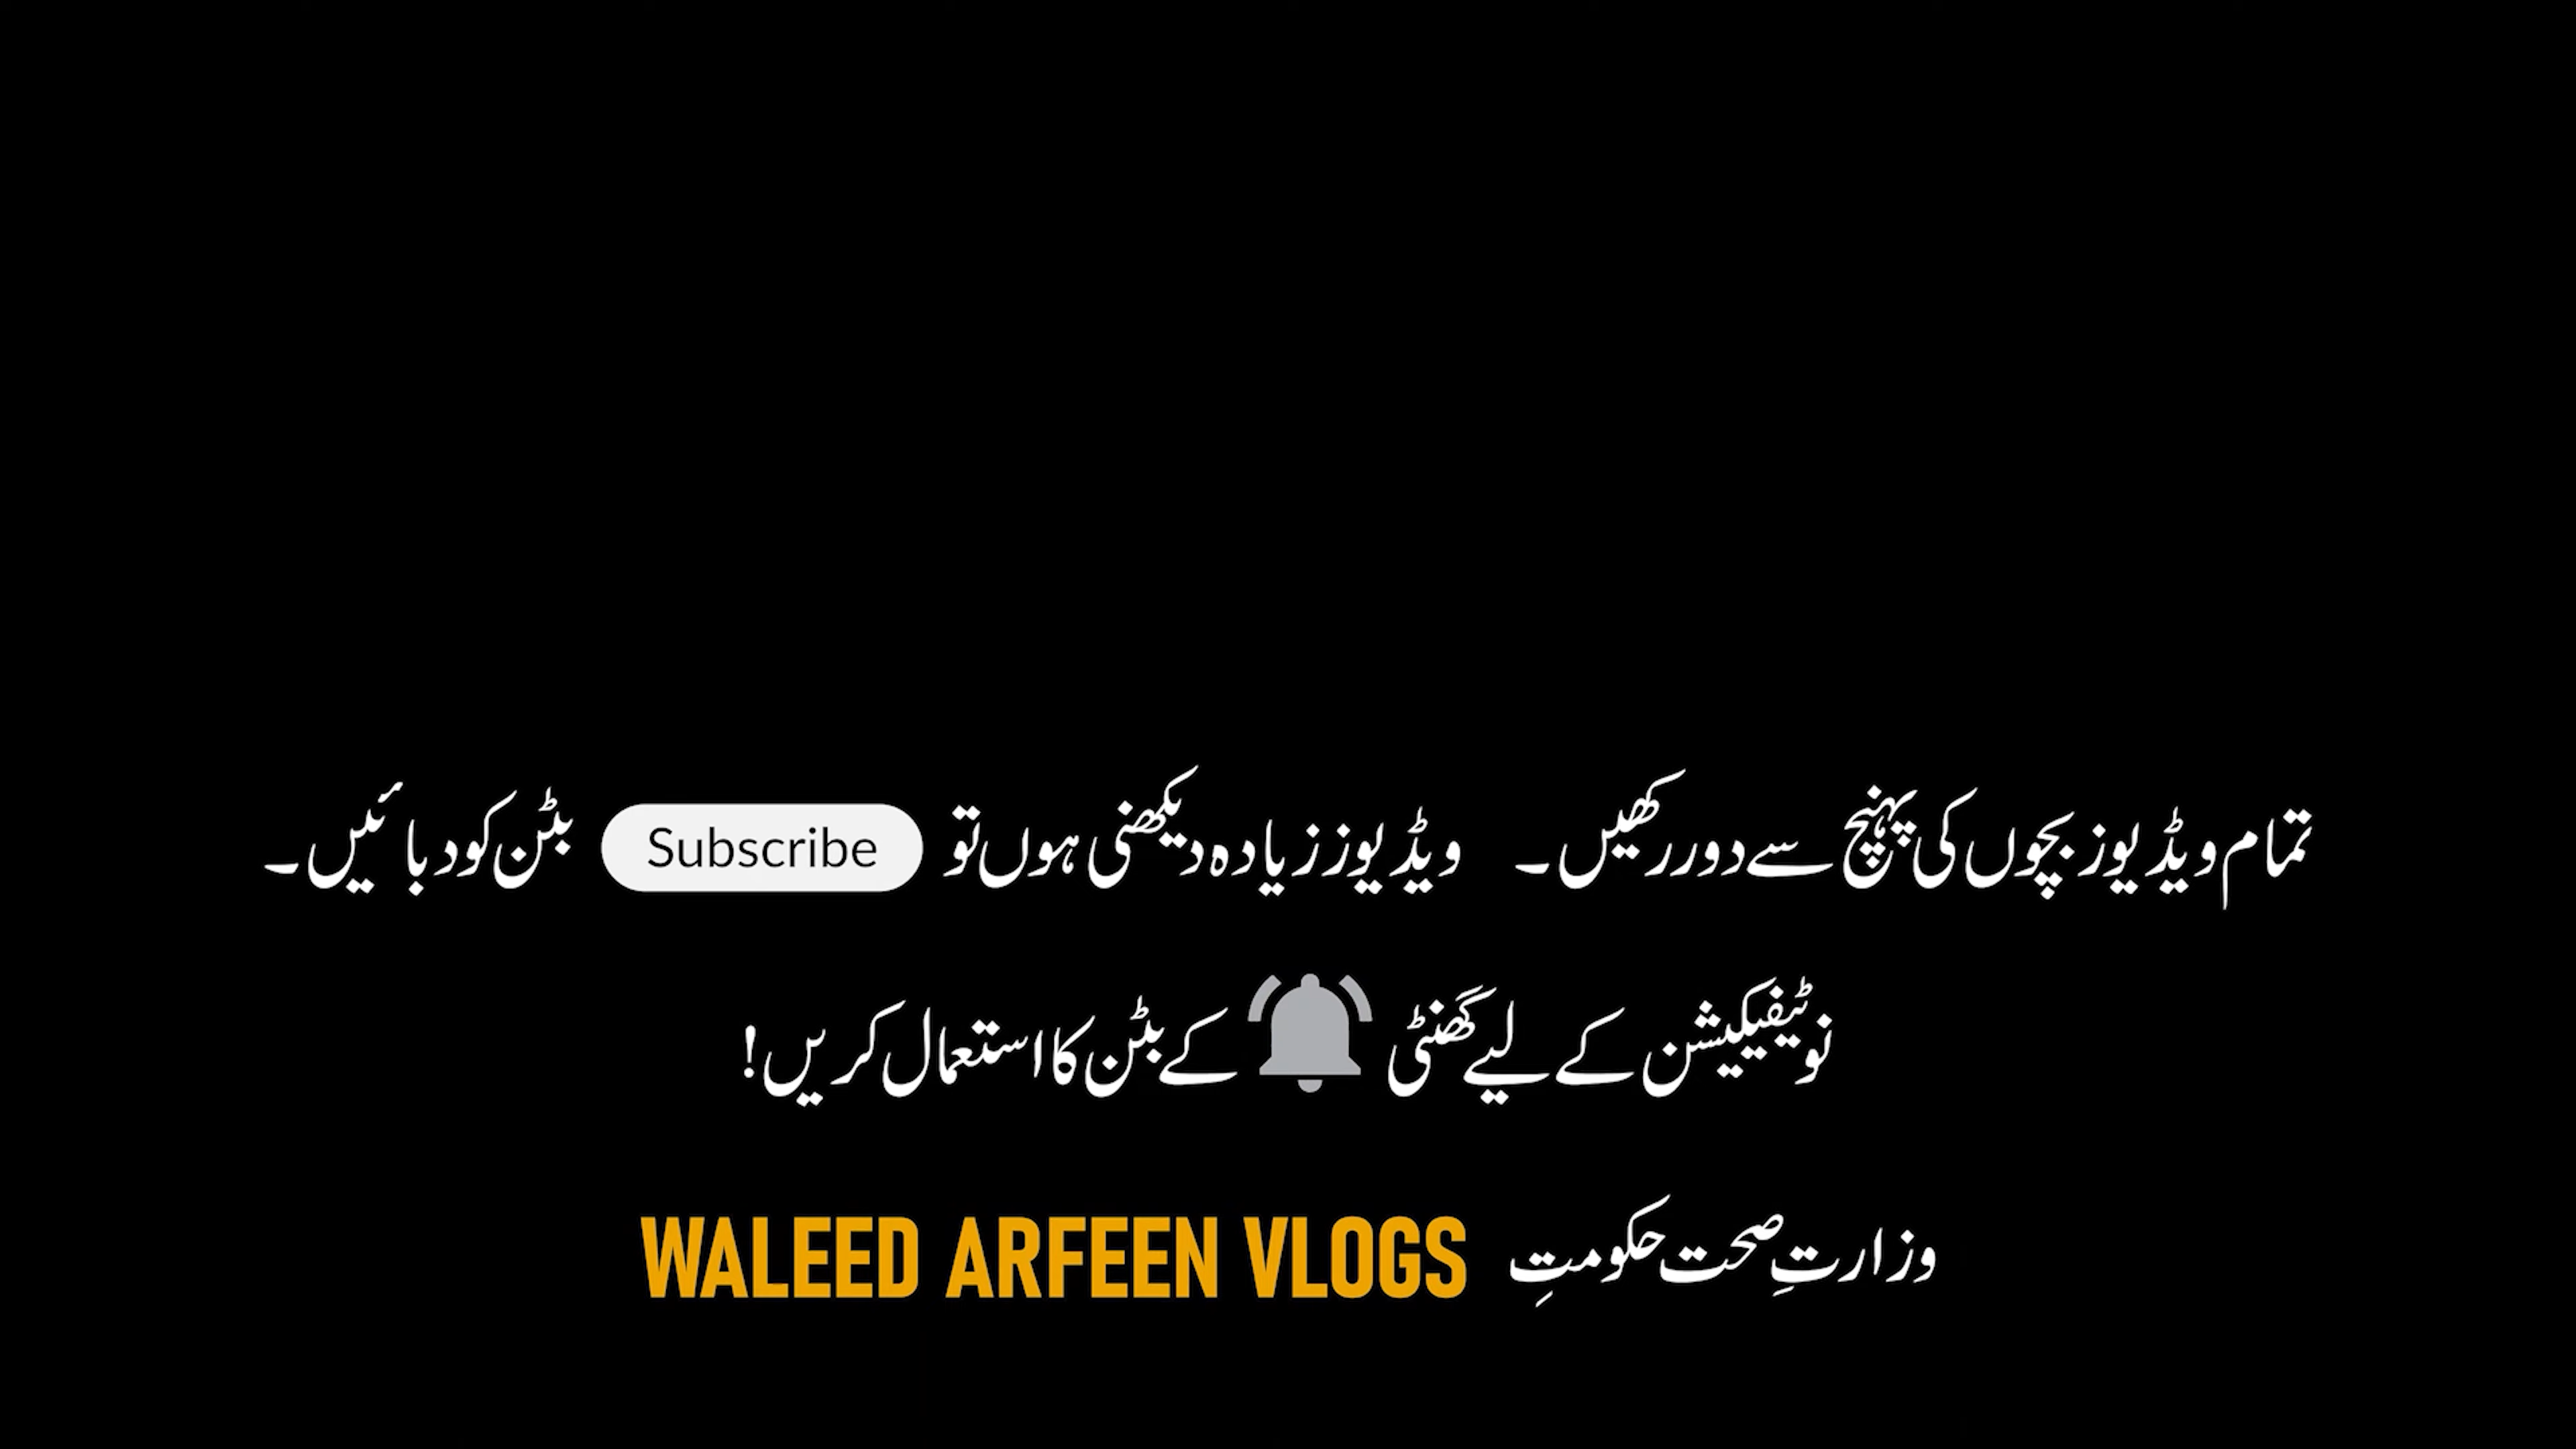 تمام ویڈیوز بچوں کی پہنچ سے دور رکھیں۔ ویڈیوز زیادہ دیکھنی ہوں تو Subscribe بٹن کو دبائیں۔
نوٹیفیکیشن کے لیے گھنٹی کے بٹن کا استعمال کریں!
وزارتِ صحت حکومتِ WALEED ARFEEN VLOGS